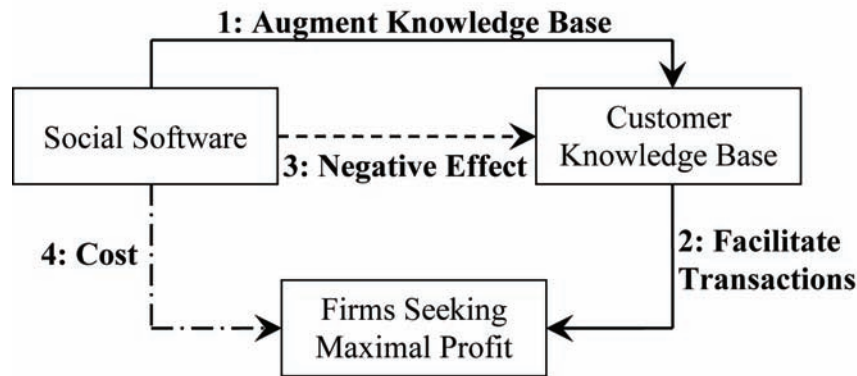 1: Augment Knowledge Base
Social Software
Customer
Knowledge Base
3: Negative Effect
4: Cost
2: Facilitate
Transactions
Firms Seeking
Maximal Profit